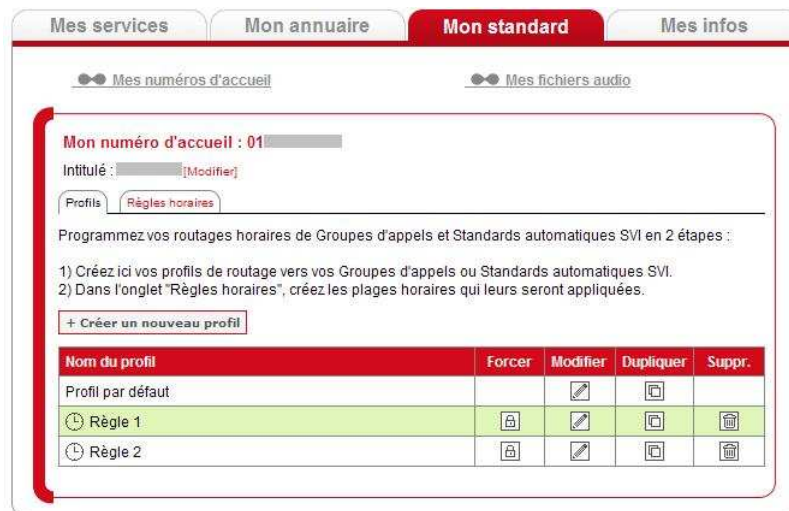 Mes services Mon annuaire Mon standard Mes infos
Mes numéros d'accueil Mes fichiers audio
Mon numéro d'accueil : 01
Intitulé : [Modifier]
Profils Règles horaires
Programmez vos routages horaires de Groupes d'appels et Standards automatiques SVI en 2 étapes :
1) Créez ici vos profils de routage vers vos Groupes d'appels ou Standards automatiques SVI.
2) Dans l'onglet "Règles horaires", créez les plages horaires qui leurs seront appliquées.
+ Créer un nouveau profil
Nom du profil Forcer Modifier Dupliquer Suppr.
Profil par défaut
Règle 1
Règle 2